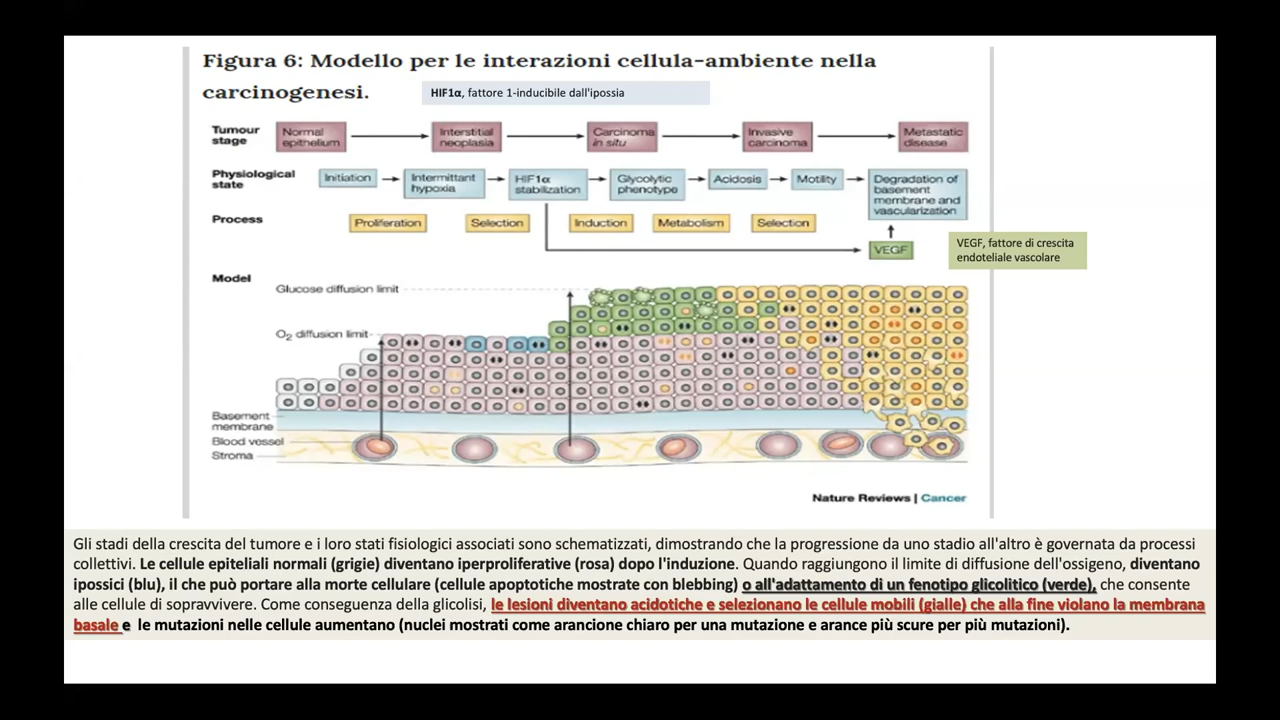 Figura 6: Modello per le interazioni cellula-ambiente nella
carcinogenesi.
HIF1α, fattore 1-inducibile dall'ipossia
Tumour
stage
Normal
epithelium
Interstitial
neoplasia
Carcinoma
in situ
Invasive
carcinoma
Metastatic
disease
Physiological
state
Initiation
Intermittant
hypoxia
HIF1α
stabilization
Glycolytic
phenotype
Acidosis
Motility
Degradation of
basement
membrane and
vascularization
Process
Proliferation
Selection
Induction
Metabolism
Selection
VEGF
VEGF, fattore di crescita
endoteliale vascolare
Model
Glucose diffusion limit
O2 diffusion limit
Basement
membrane
Blood vessel
Stroma
Nature Reviews | Cancer
Gli stadi della crescita del tumore e i loro stati fisiologici associati sono schematizzati, dimostrando che la progressione da uno stadio all'altro è governata da processi
collettivi. Le cellule epiteliali normali (grigie) diventano iperproliferative (rosa) dopo l'induzione. Quando raggiungono il limite di diffusione dell'ossigeno, diventano
ipossici (blu), il che può portare alla morte cellulare (cellule apoptotiche mostrate con blebbing) o all'adattamento di un fenotipo glicolitico (verde), che consente
alle cellule di sopravvivere. Come conseguenza della glicolisi, le lesioni diventano acidotiche e selezionano le cellule mobili (gialle) che alla fine violano la membrana
basale e le mutazioni nelle cellule aumentano (nuclei mostrati come arancione chiaro per una mutazione e arance più scure per più mutazioni).